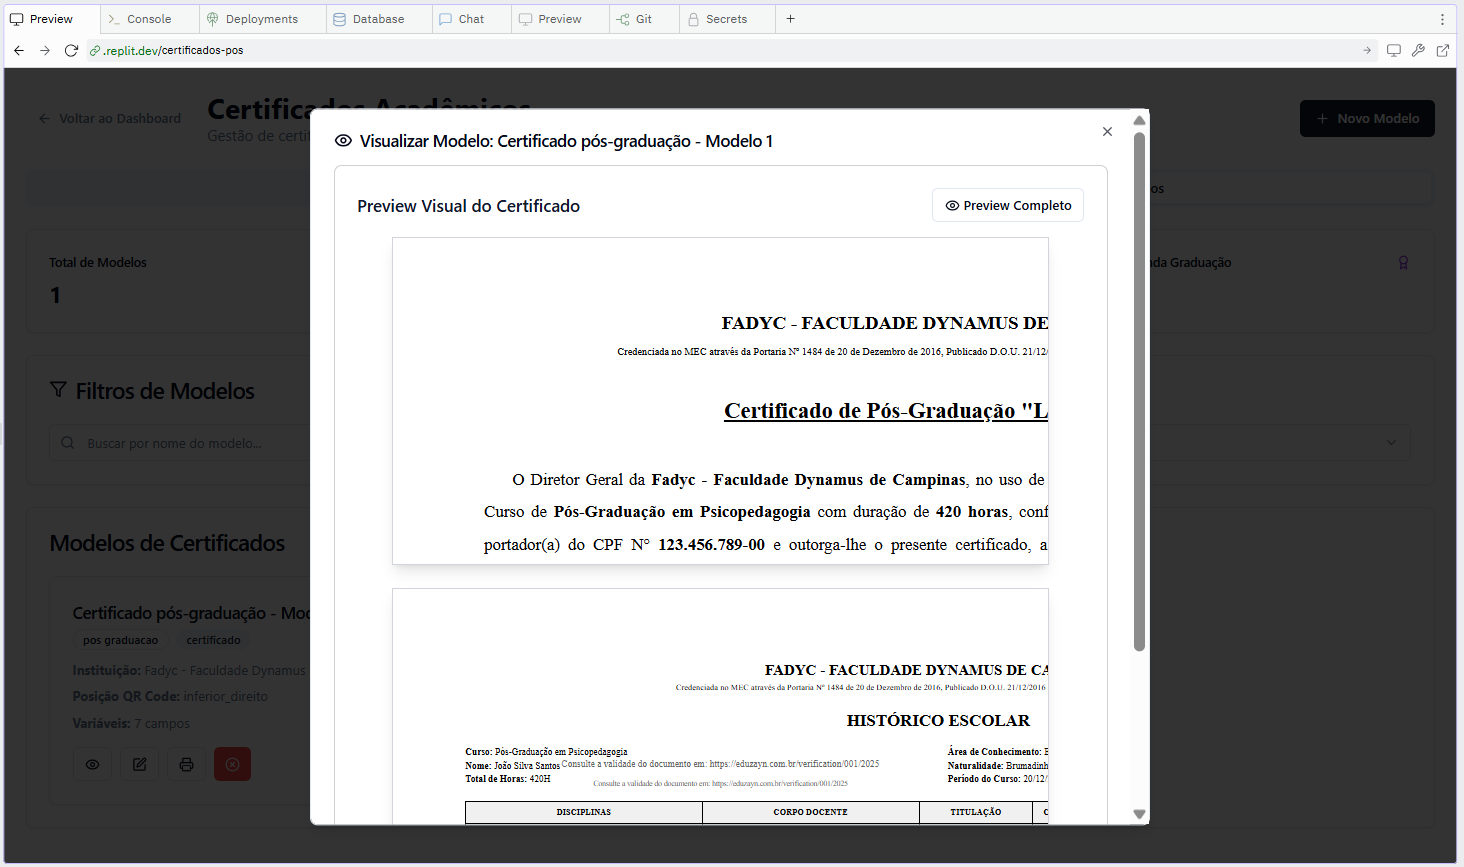 Preview
Console
Deployments
Database
Chat
Preview
Git
Secrets
.replit.dev/certificados-pos
Voltar ao Dashboard
Certificados Acadêmicos
Gestão de certi
Novo Modelo
os
Total de Modelos
1
da Graduação
Filtros de Modelos
Buscar por nome do modelo...
Modelos de Certificados
Certificado pós-graduação - Mod
pos graduacao
certificado
Instituição: Fadyc - Faculdade Dynamus
Posição QR Code: inferior_direito
Variáveis: 7 campos
Visualizar Modelo: Certificado pós-graduação - Modelo 1
Preview Visual do Certificado
Preview Completo
FADYC - FACULDADE DYNAMUS DE
Credenciada no MEC através da Portaria Nº 1484 de 20 de Dezembro de 2016, Publicado D.O.U. 21/12/
Certificado de Pós-Graduação "L
O Diretor Geral da Fadyc - Faculdade Dynamus de Campinas, no uso de
Curso de Pós-Graduação em Psicopedagogia com duração de 420 horas, conf
portador(a) do CPF N° 123.456.789-00 e outorga-lhe o presente certificado, a
FADYC - FACULDADE DYNAMUS DE CA
Credenciada no MEC através da Portaria Nº 1484 de 20 de Dezembro de 2016, Publicado D.O.U. 21/12/2016
HISTÓRICO ESCOLAR
Curso: Pós-Graduação em Psicopedagogia
Área de Conhecimento: E
Nome: João Silva Santos
Consulte a validade do documento em: https://eduzayn.com.br/verification/001/2025
Naturalidade: Brumadinh
Total de Horas: 420H
Consulte a validade do documento em: https://eduzayn.com.br/verification/001/2025
Período do Curso: 20/12/
DISCIPLINAS
CORPO DOCENTE
TITULAÇÃO
C